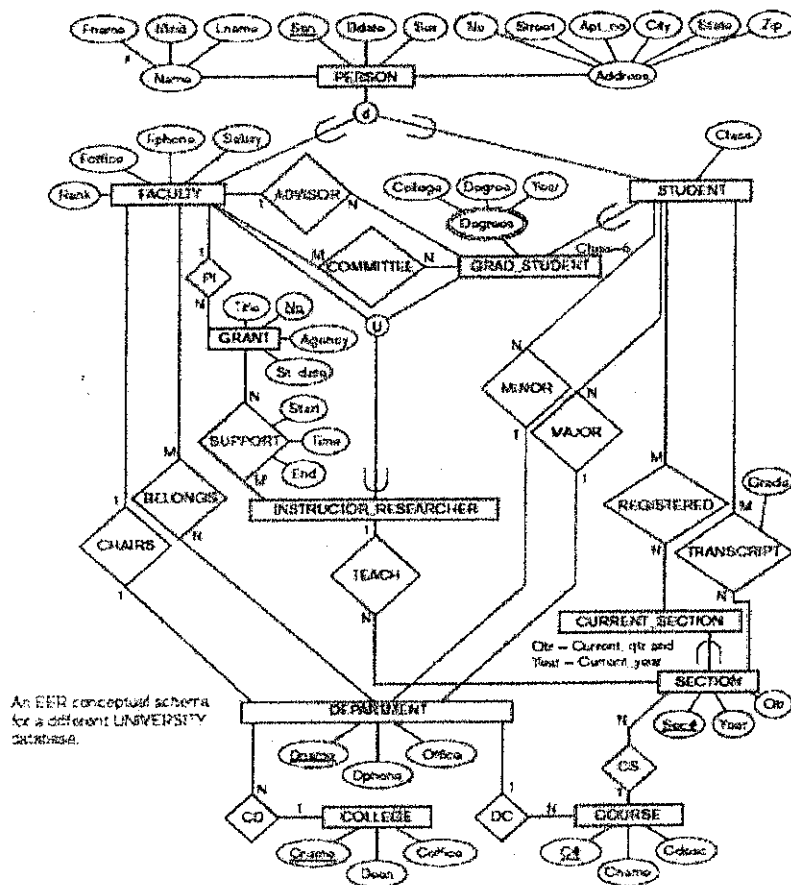 Fname Minit Lname Ssn Bdate Sex No Street Apt_no City State Zip
Name PERSON Address
d
Foffice Fphone Salary Class
Rank FACULTY ADVISOR College Degree Year STUDENT
1 N
Degrees
Class=6
M COMMITTEE N GRAD_STUDENT
1
PI
N
U
Title No
GRANT Agency
St_date
N
MINOR N
N
MAJOR
1
1
Start
SUPPORT Time
End
M
M BELONGS N
INSTRUCTOR_RESEARCHER
1
CHAIRS
1
1
TEACH
N
M
REGISTERED
N
Grade
M
TRANSCRIPT
N
CURRENT_SECTION
Qtr = Current_qtr and
Year = Current_year
SECTION
Sec# Year Qtr
An EER conceptual schema
for a different UNIVERSITY
database.
DEPARTMENT
Dname Dphone Office
N
CS
1
N CD 1 COLLEGE
1 DC N COURSE
Cname Dean Coffice
C# Cname Cdesc